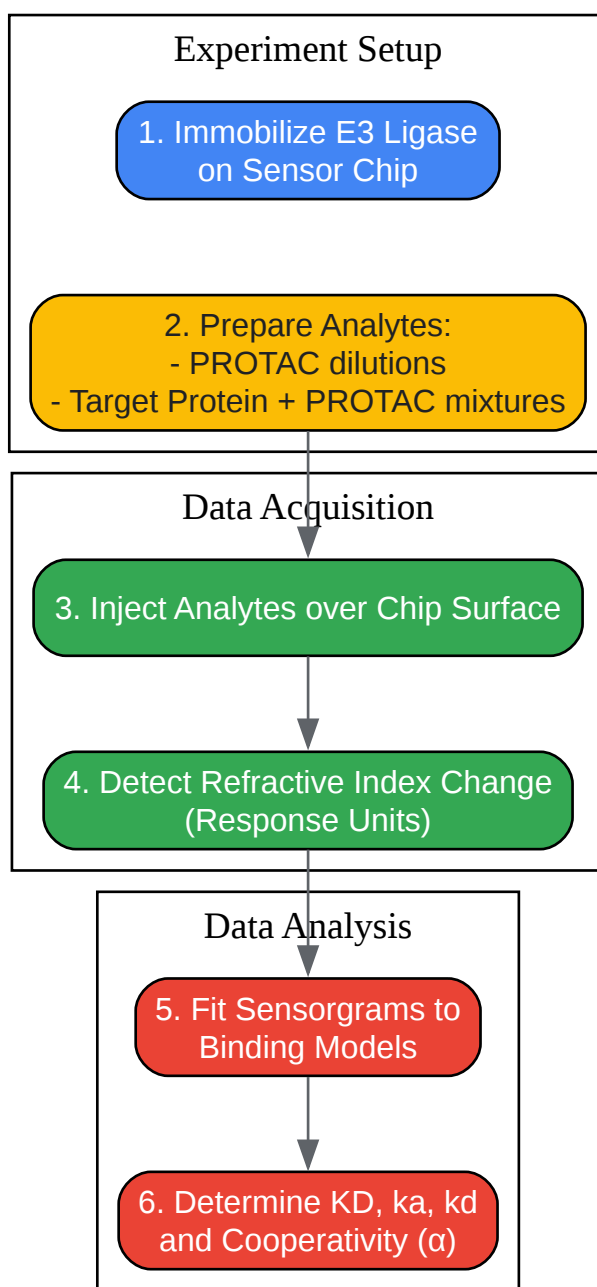 Experiment Setup
1. Immobilize E3 Ligase
on Sensor Chip
2. Prepare Analytes:
- PROTAC dilutions
- Target Protein + PROTAC mixtures
Data Acquisition
3. Inject Analytes over Chip Surface
4. Detect Refractive Index Change
(Response Units)
Data Analysis
5. Fit Sensorgrams to
Binding Models
6. Determine KD, ka, kd
and Cooperativity (α)